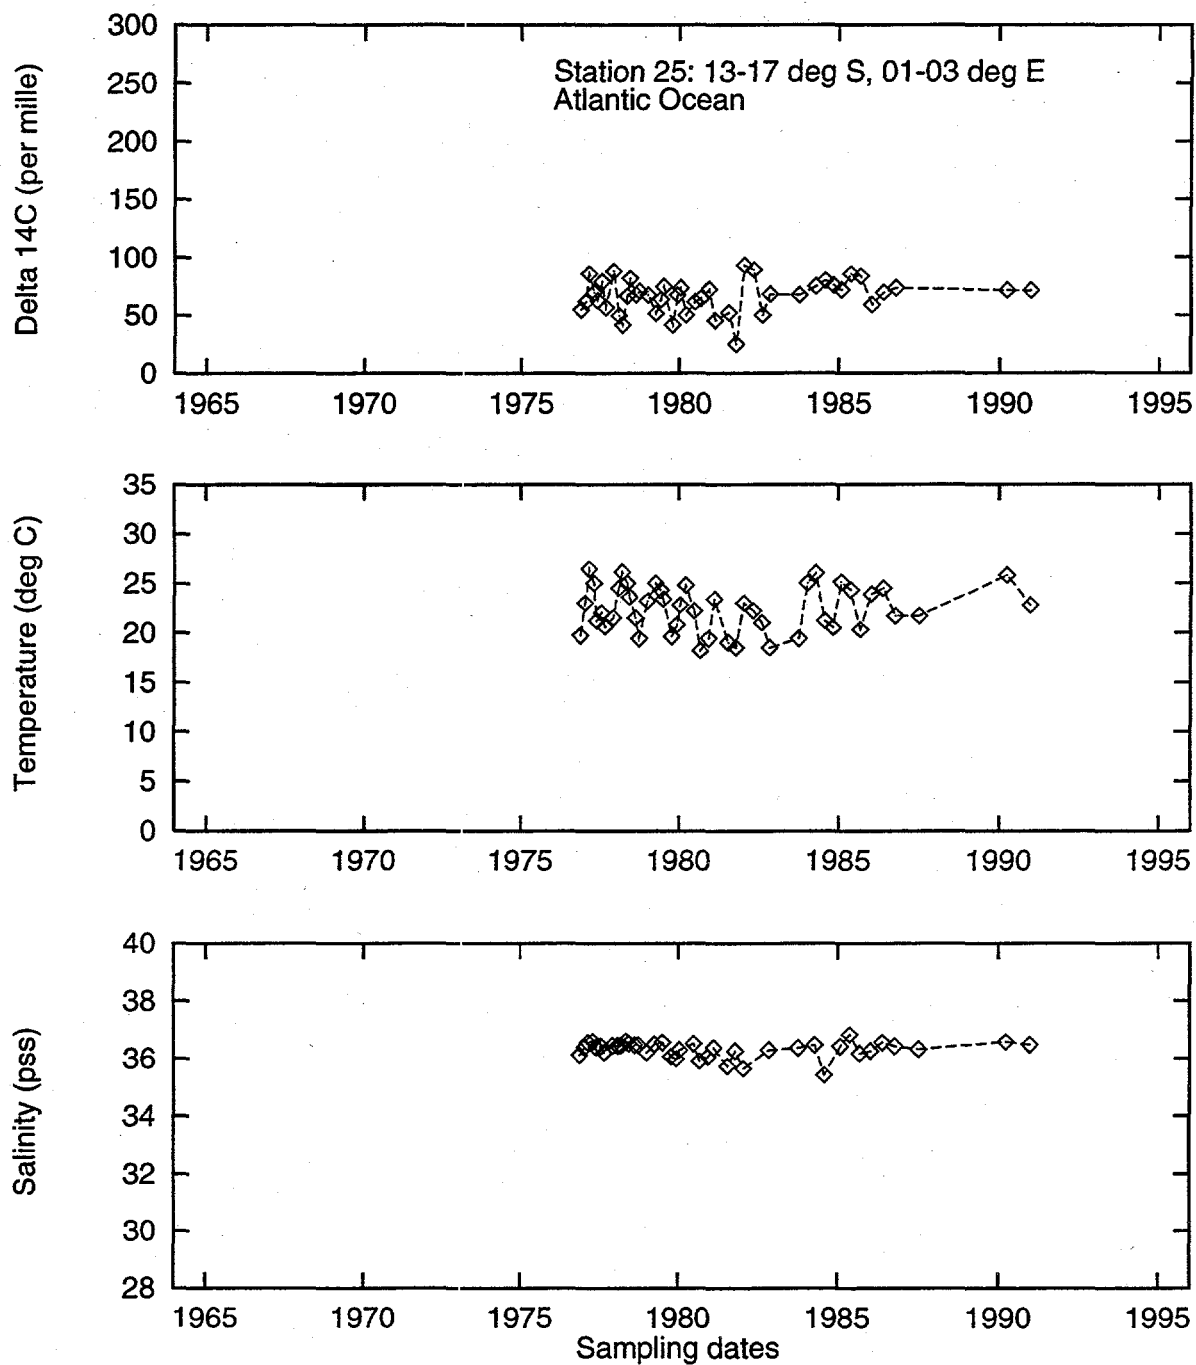 300
250
200
150
100
50
0
Delta 14C (per mille)
Station 25: 13-17 deg S, 01-03 deg E
Atlantic Ocean
1965 1970 1975 1980 1985 1990 1995
35
30
25
20
15
10
5
0
Temperature (deg C)
1965 1970 1975 1980 1985 1990 1995
40
38
36
34
32
30
28
Salinity (pss)
1965 1970 1975 1980 1985 1990 1995
Sampling dates